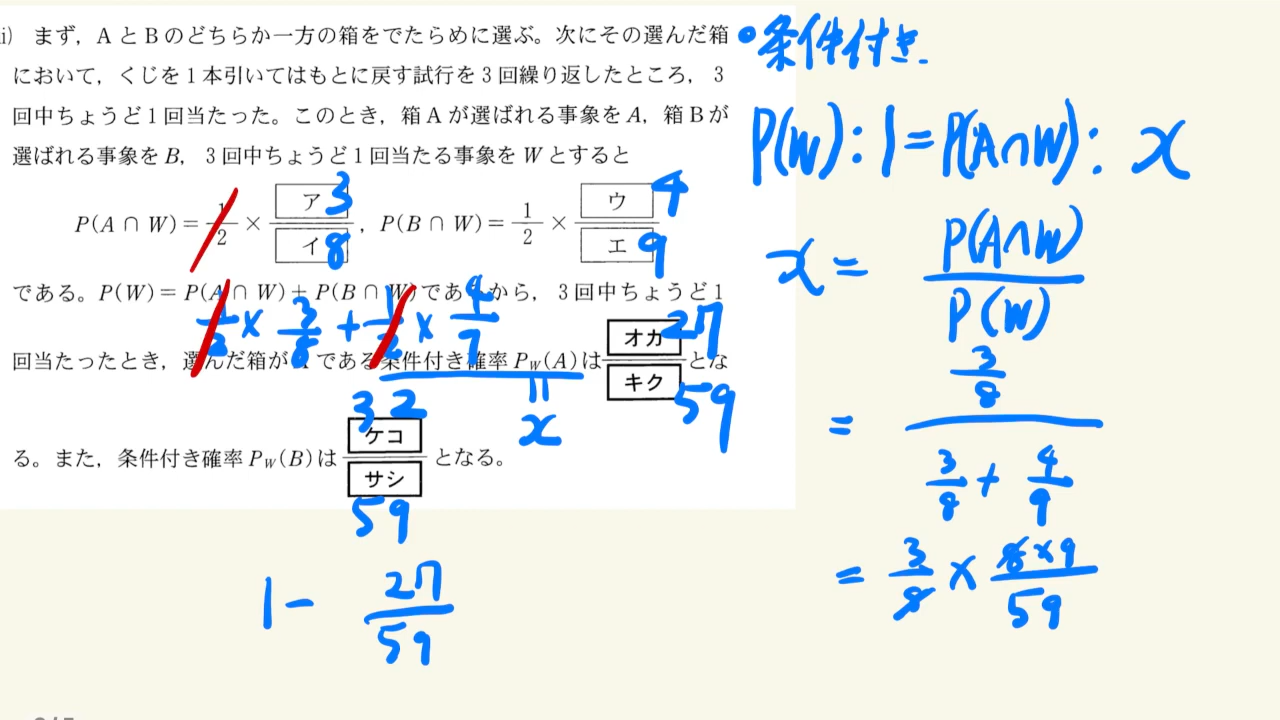 ii) まず，AとBのどちらか一方の箱をでたらめに選ぶ。次にその選んだ箱
において，くじを1本引いてはもとに戻す試行を3回繰り返したところ，3
回中ちょうど1回当たった。このとき，箱Aが選ばれる事象をA，箱Bが
選ばれる事象をB，3回中ちょうど1回当たる事象をWとすると
P(A∩W)=1/2×ア/イ，P(B∩W)=1/2×ウ/エ
3 8 4 9
である。P(W)=P(A∩W)+P(B∩W)であるから，3回中ちょうど1
1/2×3/8+1/2×4/9
回当たったとき，選んだ箱がAである条件付き確率P_W(A)はオカ/キクとな
27 59
=x
る。また，条件付き確率P_W(B)はケコ/サシとなる。
32 59
1-27/59
•条件付き.
P(W):1=P(A∩W):x
x=P(A∩W)/P(W)
=3/8/(3/8+4/9)
=3/8×8×9/59